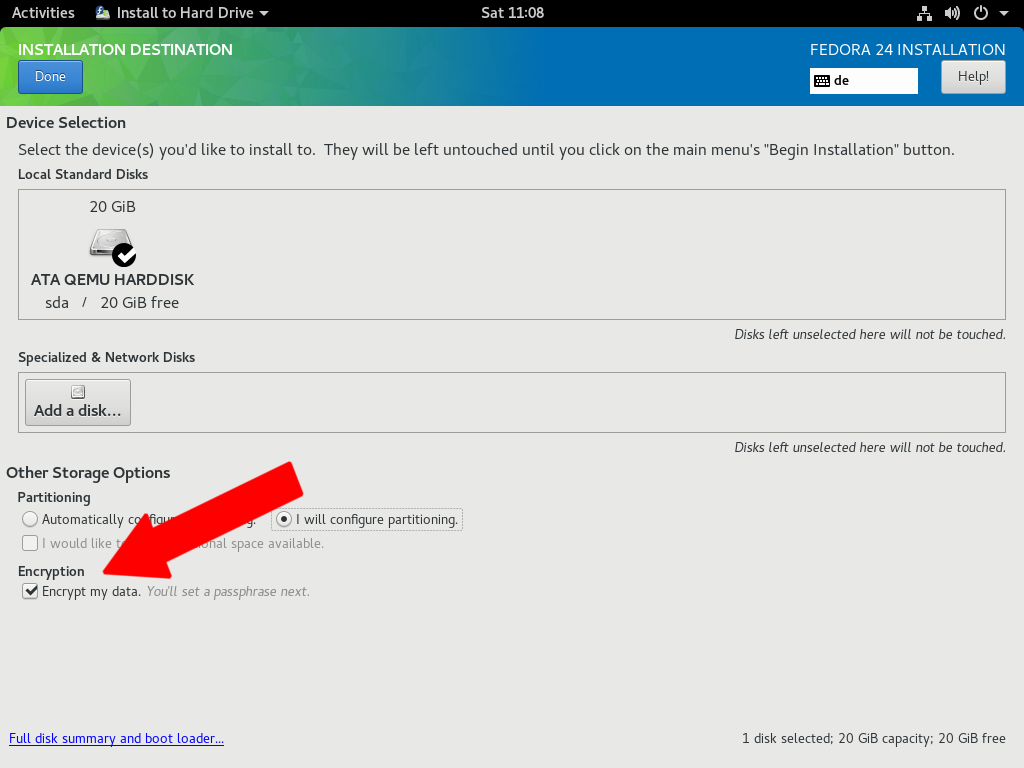 Activities Install to Hard Drive Sat 11:08
INSTALLATION DESTINATION FEDORA 24 INSTALLATION
Done de Help!
Device Selection
Select the device(s) you'd like to install to. They will be left untouched until you click on the main menu's "Begin Installation" button.
Local Standard Disks
20 GiB
ATA QEMU HARDDISK
sda / 20 GiB free
Disks left unselected here will not be touched.
Specialized & Network Disks
Add a disk...
Disks left unselected here will not be touched.
Other Storage Options
Partitioning
Automatically I will configure partitioning.
I would like space available.
Encryption
Encrypt my data. You'll set a passphrase next.
Full disk summary and boot loader... 1 disk selected; 20 GiB capacity; 20 GiB free